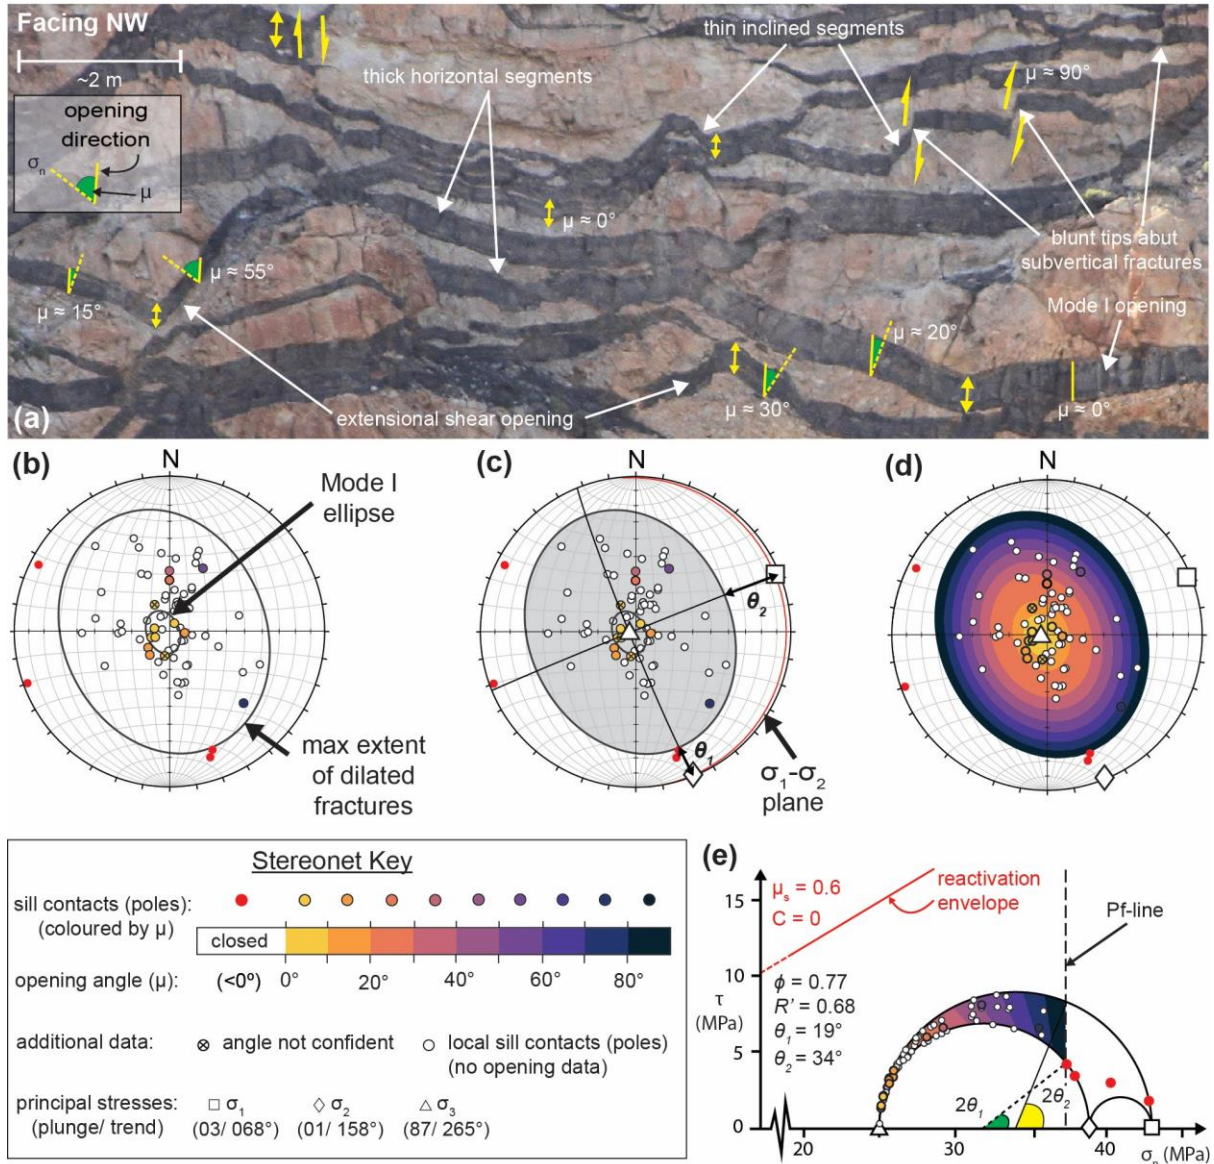 Facing NW
~2 m
opening
direction
σn
μ
thick horizontal segments
thin inclined segments
μ ≈ 90°
μ ≈ 0°
blunt tips abut
subvertical fractures
μ ≈ 55°
μ ≈ 15°
Mode I
opening
μ ≈ 20°
extensional shear opening
μ ≈ 30°
μ ≈ 0°
(a)
(b)
N
Mode I
ellipse
max extent
of dilated
fractures
(c)
N
θ2
θ1
σ1-σ2
plane
(d)
N
Stereonet Key
sill contacts (poles):
(coloured by μ)
closed
opening angle (μ):
(<0°) 0° 20° 40° 60° 80°
additional data:
angle not confident
local sill contacts (poles)
(no opening data)
principal stresses:
(plunge/ trend)
σ1
(03/ 068°)
σ2
(01/ 158°)
σ3
(87/ 265°)
(e)
μs = 0.6
C = 0
reactivation
envelope
Pf-line
ϕ = 0.77
R' = 0.68
θ1 = 19°
θ2 = 34°
τ
(MPa)
15
10
5
0
2θ1
2θ2
20 30 40
σn (MPa)